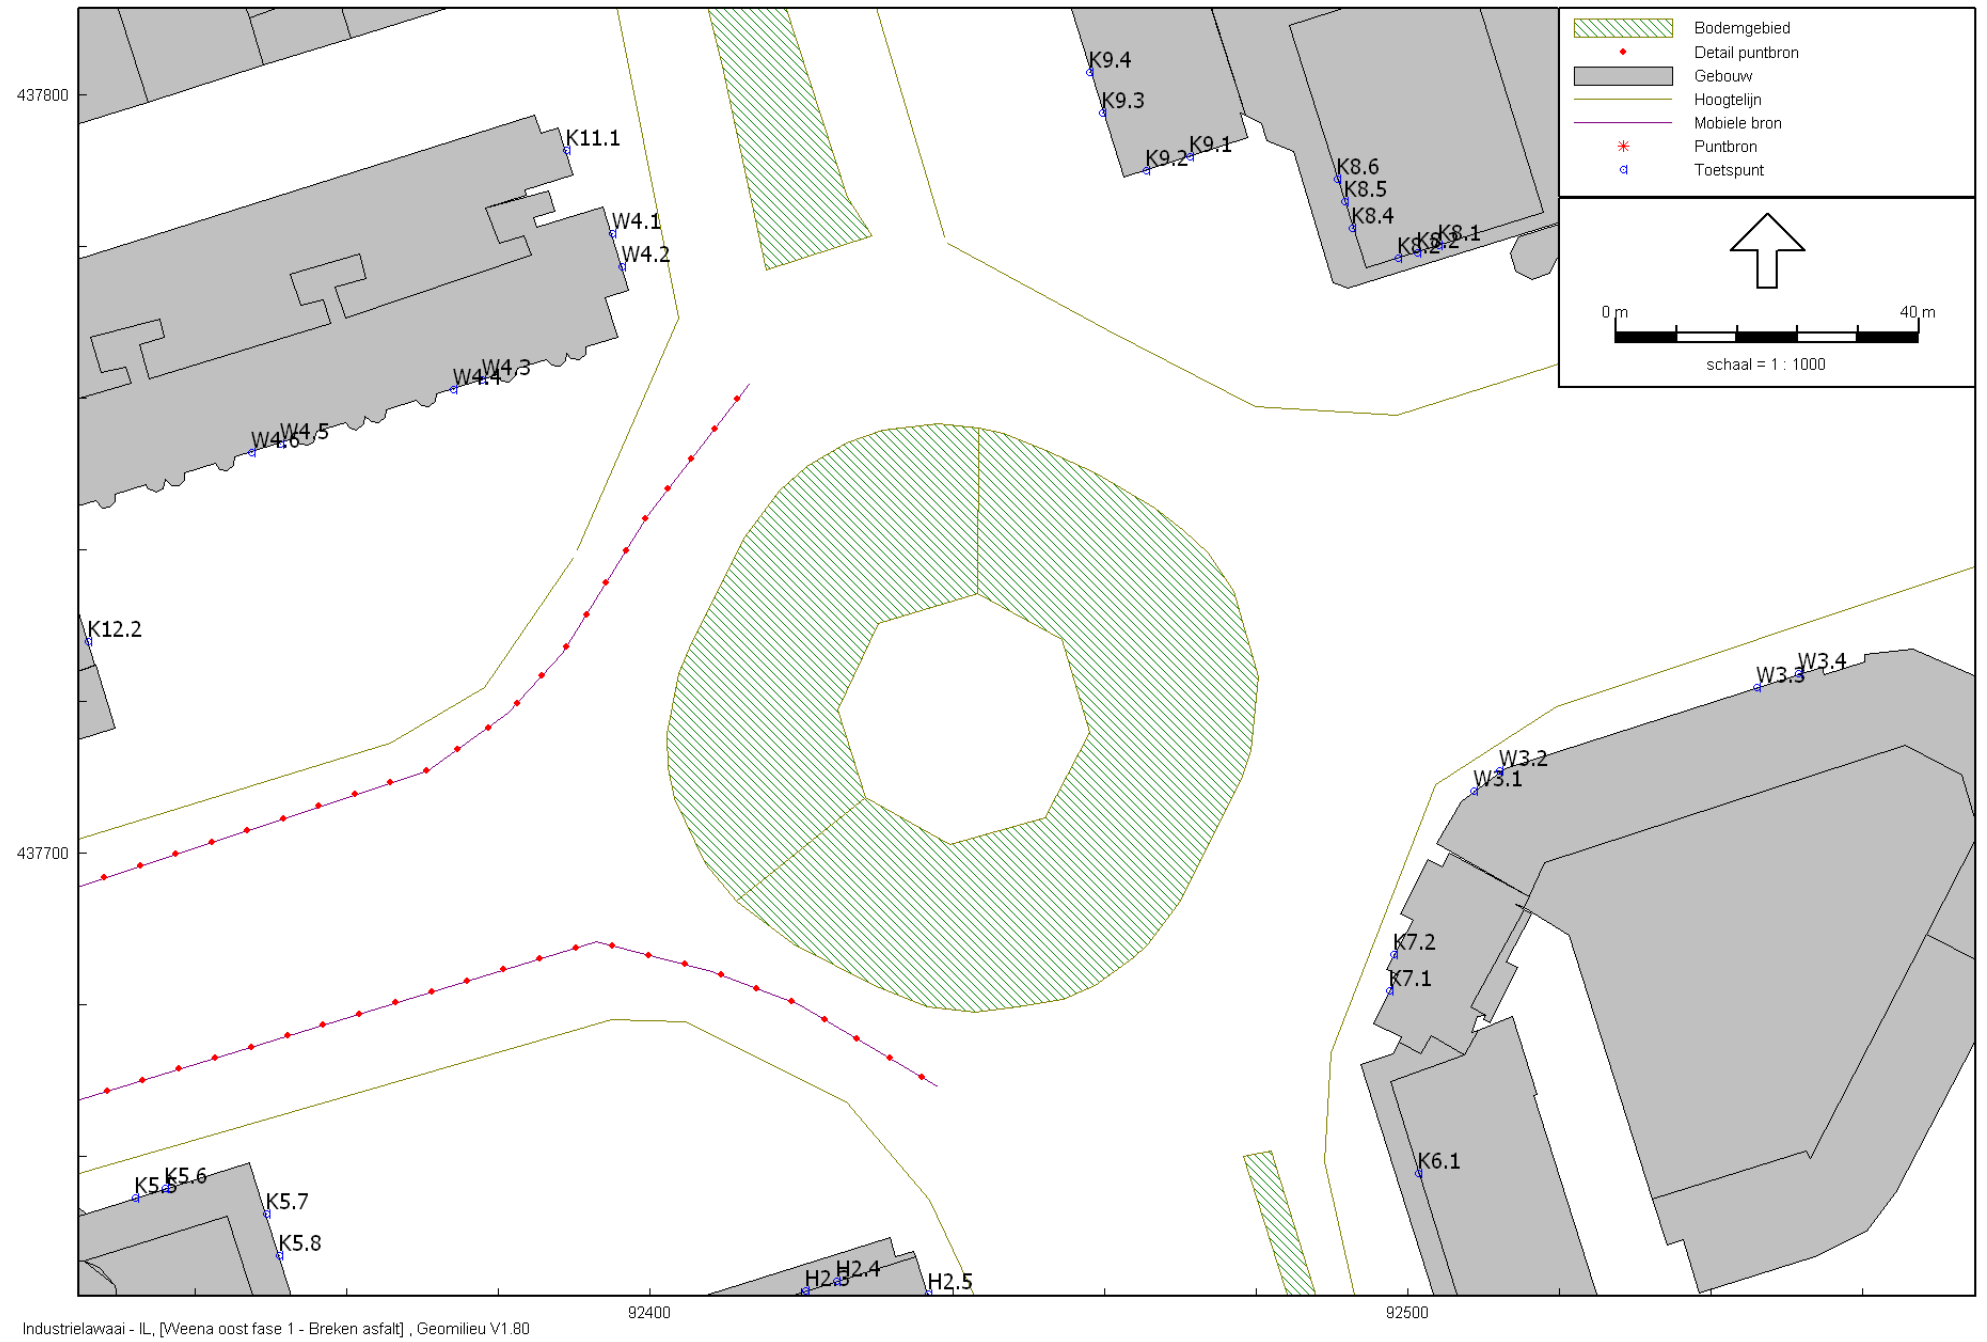 Bodemgebied
Detail puntbron
Gebouw
Hoogtelijn
Mobiele bron
Puntbron
Toetspunt
0 m 40 m
schaal = 1 : 1000
437800
437700
92400
92500
K9.4
K9.3
K9.2
K9.1
K11.1
K8.6
K8.5
K8.4
K8.2
K8.1
W4.1
W4.2
W4.3
W4.4
W4.5
W4.6
K12.2
W3.4
W3.3
W3.2
W3.1
K7.2
K7.1
K6.1
K5.6
K5.7
K5.8
H2.4
H2.5
Industrielawaai - IL, [Weena oost fase 1 - Breken asfalt] , Geomilieu V1.80